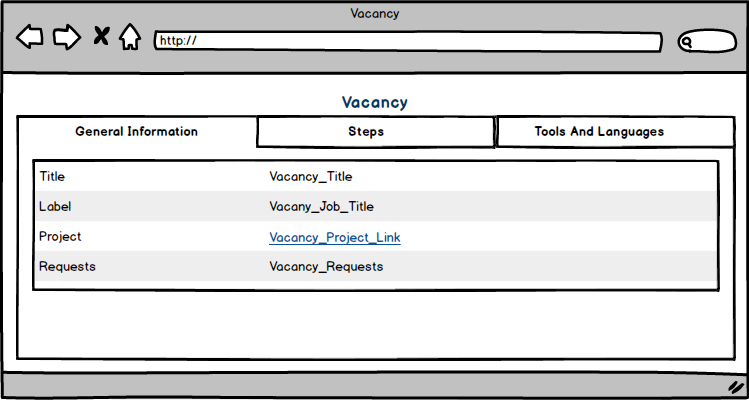 Vacancy
http://
Vacancy
General Information Steps Tools And Languages
Title Vacancy_Title
Label Vacany_Job_Title
Project Vacancy_Project_Link
Requests Vacancy_Requests